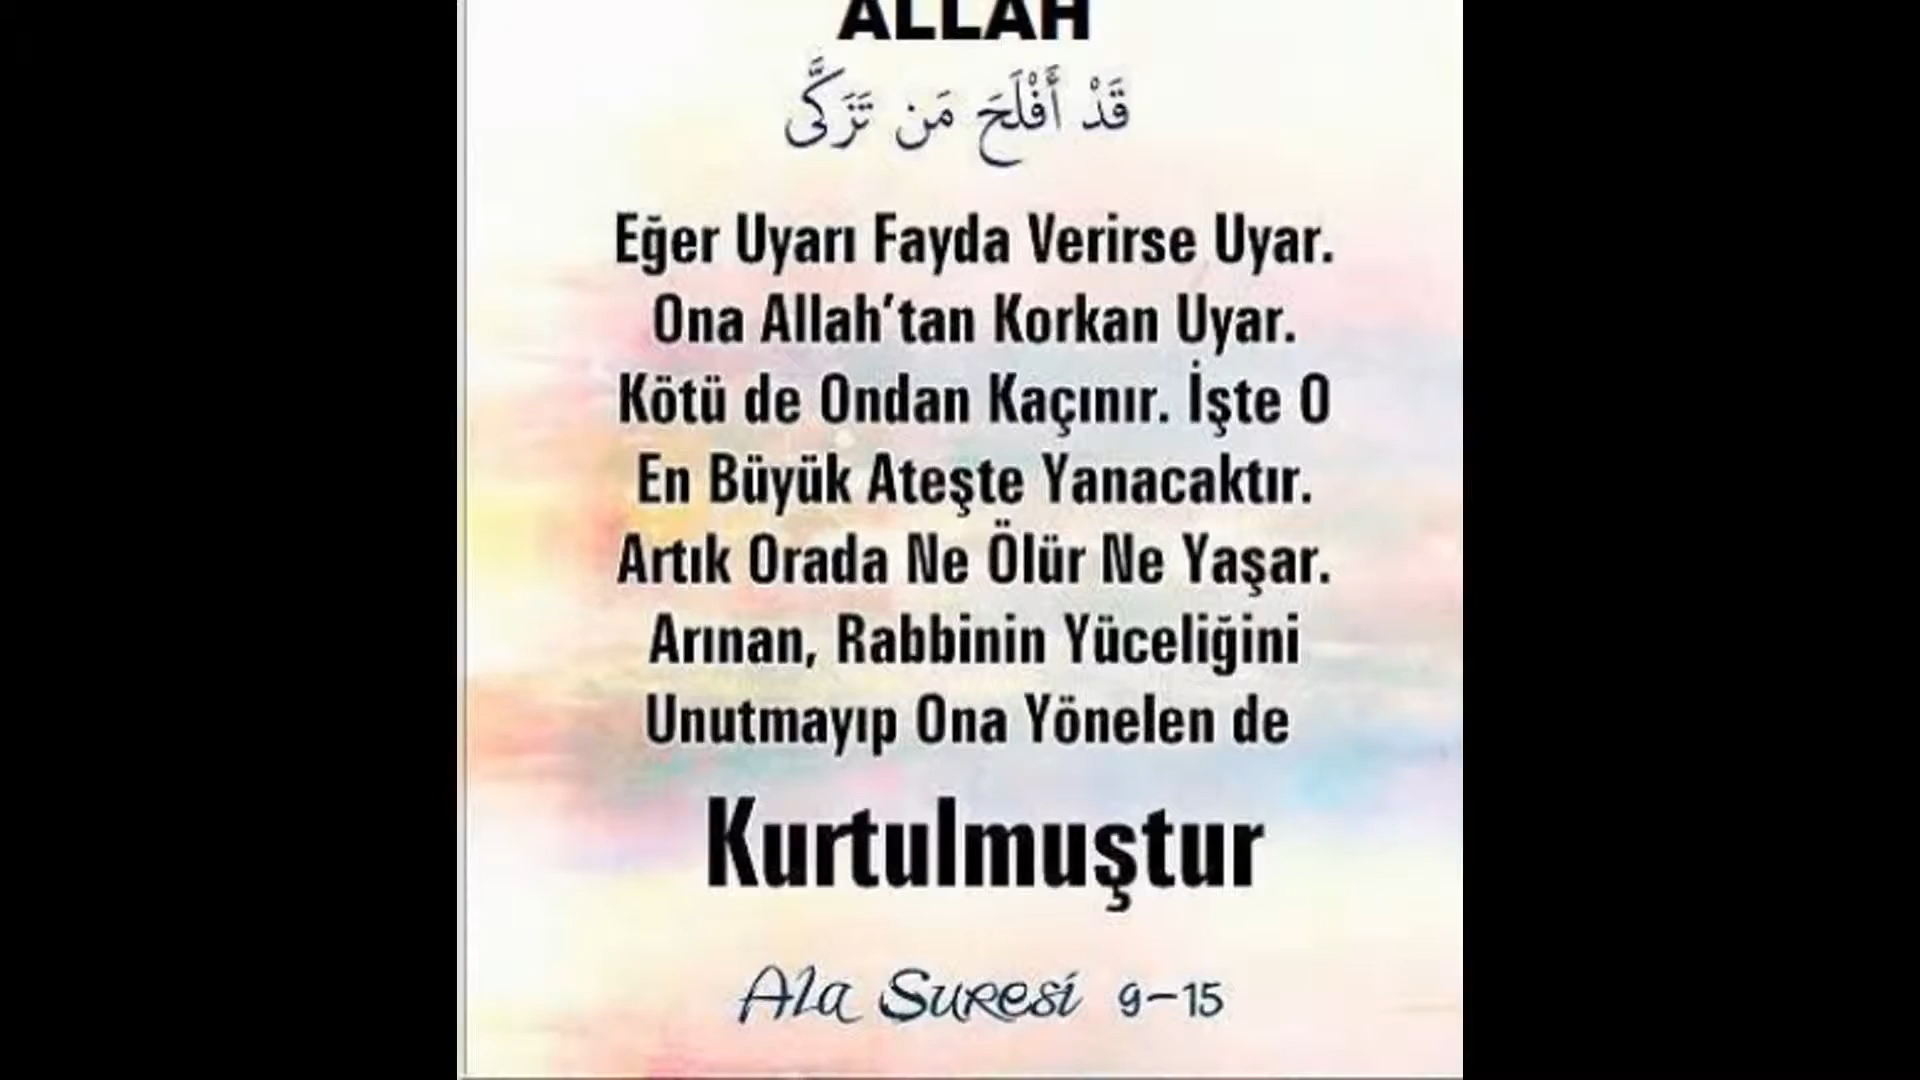 ALLAH
قَدْ أَفْلَحَ مَن تَزَكَّى
Eğer Uyarı Fayda Verirse Uyar.
Ona Allah’tan Korkan Uyar.
Kötü de Ondan Kaçınır. İşte O
En Büyük Ateşte Yanacaktır.
Artık Orada Ne Ölür Ne Yaşar.
Arınan, Rabbinin Yüceliğini
Unutmayıp Ona Yönelen de
Kurtulmuştur
Ala Suresi 9-15